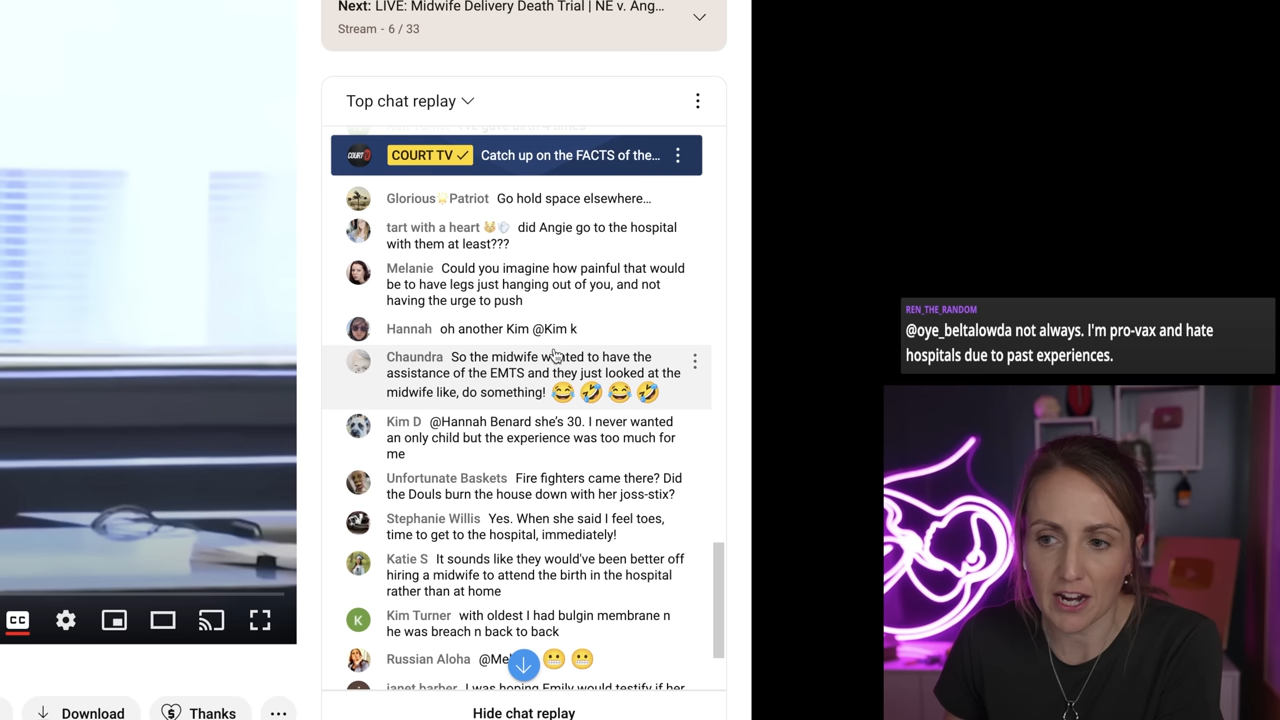 Next: LIVE: Midwife Delivery Death Trial | NE v. Ang...
Stream - 6 / 33
Top chat replay
COURT TV Catch up on the FACTS of the...
Glorious🌟Patriot Go hold space elsewhere…
tart with a heart did Angie go to the hospital
with them at least???
Melanie Could you imagine how painful that would
be to have legs just hanging out of you, and not
having the urge to push
Hannah oh another Kim @Kim k
Chaundra So the midwife wanted to have the
assistance of the EMTS and they just looked at the
midwife like, do something! 😂 🤣 😂 🤣
Kim D @Hannah Benard she's 30. I never wanted
an only child but the experience was too much for
me
Unfortunate Baskets Fire fighters came there? Did
the Douls burn the house down with her joss-stix?
Stephanie Willis Yes. When she said I feel toes,
time to get to the hospital, immediately!
Katie S It sounds like they would've been better off
hiring a midwife to attend the birth in the hospital
rather than at home
K Kim Turner with oldest I had bulgin membrane n
he was breach n back to back
Russian Aloha 😬 😬
janet barber I was hoping Emily would testify if her
Hide chat replay
CC
Download Thanks
REN_THE_RANDOM
@oye_beltalowda not always. I'm pro-vax and hate
hospitals due to past experiences.